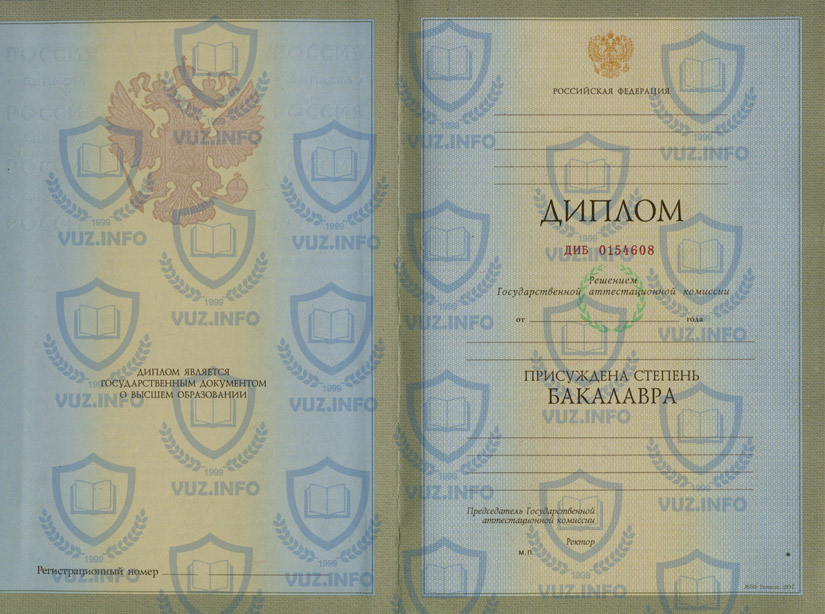 ДИПЛОМ ЯВЛЯЕТСЯ
ГОСУДАРСТВЕННЫМ ДОКУМЕНТОМ
О ВЫСШЕМ ОБРАЗОВАНИИ
Регистрационный номер
РОССИЙСКАЯ ФЕДЕРАЦИЯ
ДИПЛОМ
ДИБ 0154608
Решением
Государственной аттестационной комиссии
от года
ПРИСУЖДЕНА СТЕПЕНЬ
БАКАЛАВРА
Председатель Государственной
аттестационной комиссии
Ректор
М.П.
1999
VUZ.INFO